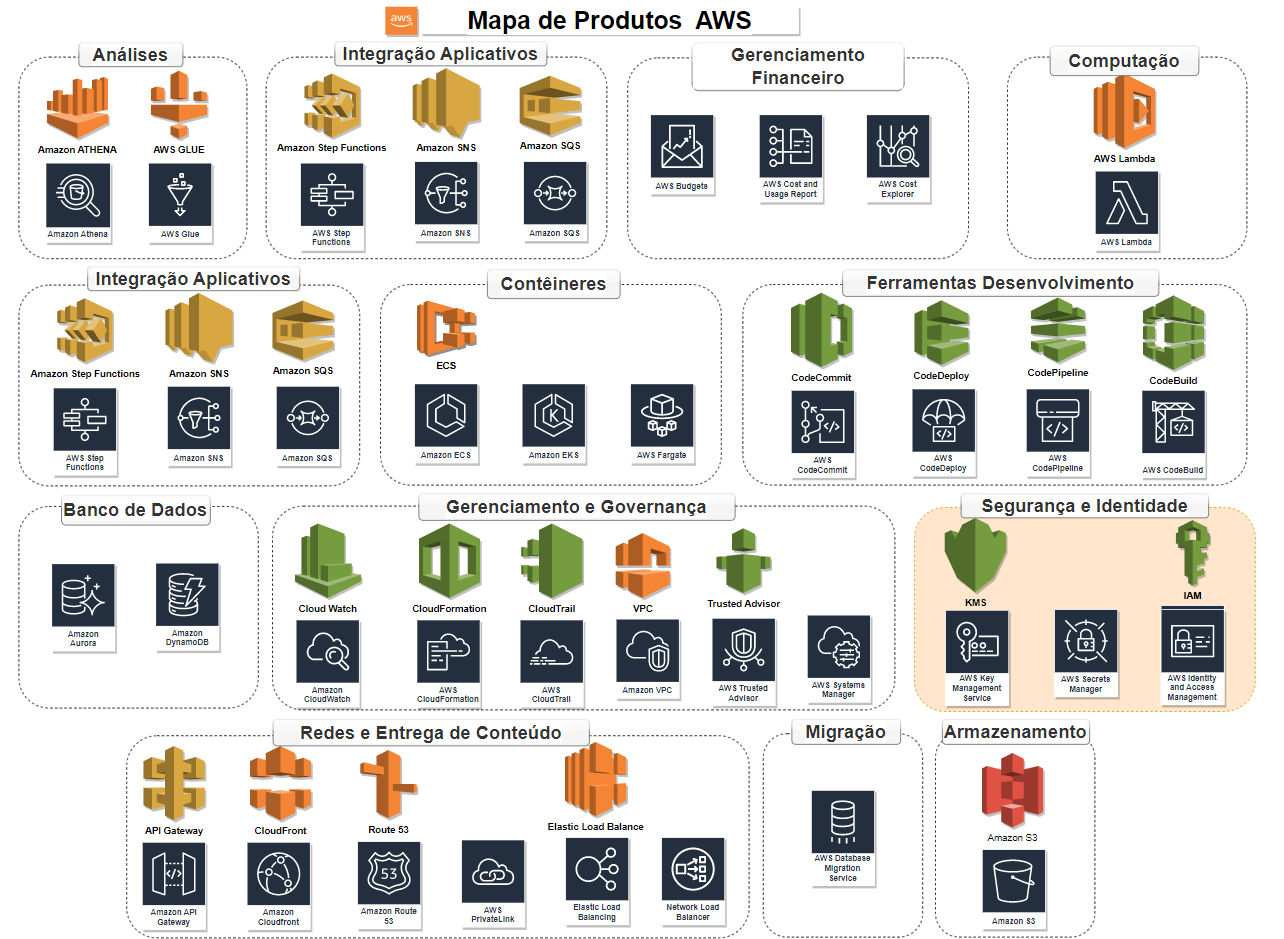 aws
Mapa de Produtos AWS
Análises
Amazon ATHENA
AWS GLUE
Amazon Athena
AWS Glue
Integração Aplicativos
Amazon Step Functions
Amazon SNS
Amazon SQS
AWS Step
Functions
Amazon SNS
Amazon SQS
Gerenciamento
Financeiro
AWS Budgets
AWS Cost and
Usage Report
AWS Cost
Explorer
Computação
AWS Lambda
AWS Lambda
Integração Aplicativos
Amazon Step Functions
Amazon SNS
Amazon SQS
AWS Step
Functions
Amazon SNS
Amazon SQS
Contêineres
ECS
Amazon ECS
K
Amazon EKS
AWS Fargate
Ferramentas Desenvolvimento
CodeCommit
CodeDeploy
CodePipeline
CodeBuild
AWS
CodeCommit
AWS
CodeDeploy
AWS
CodePipeline
AWS CodeBuild
Banco de Dados
Amazon
Aurora
Amazon
DynamoDB
Gerenciamento e Governança
Cloud Watch
CloudFormation
CloudTrail
VPC
Trusted Advisor
Amazon
CloudWatch
AWS
CloudFormation
AWS
CloudTrail
Amazon VPC
AWS Trusted
Advisor
AWS Systems
Manager
Segurança e Identidade
KMS
IAM
AWS Key
Management
Service
AWS Secrets
Manager
AWS Identity
and Access
Management
Redes e Entrega de Conteúdo
API Gateway
CloudFront
Route 53
Elastic Load Balance
Amazon API
Gateway
Amazon
Cloudfront
53
Amazon Route
53
AWS
PrivateLink
Elastic Load
Balancing
Network Load
Balancer
Migração
AWS Database
Migration
Service
Armazenamento
Amazon S3
Amazon S3